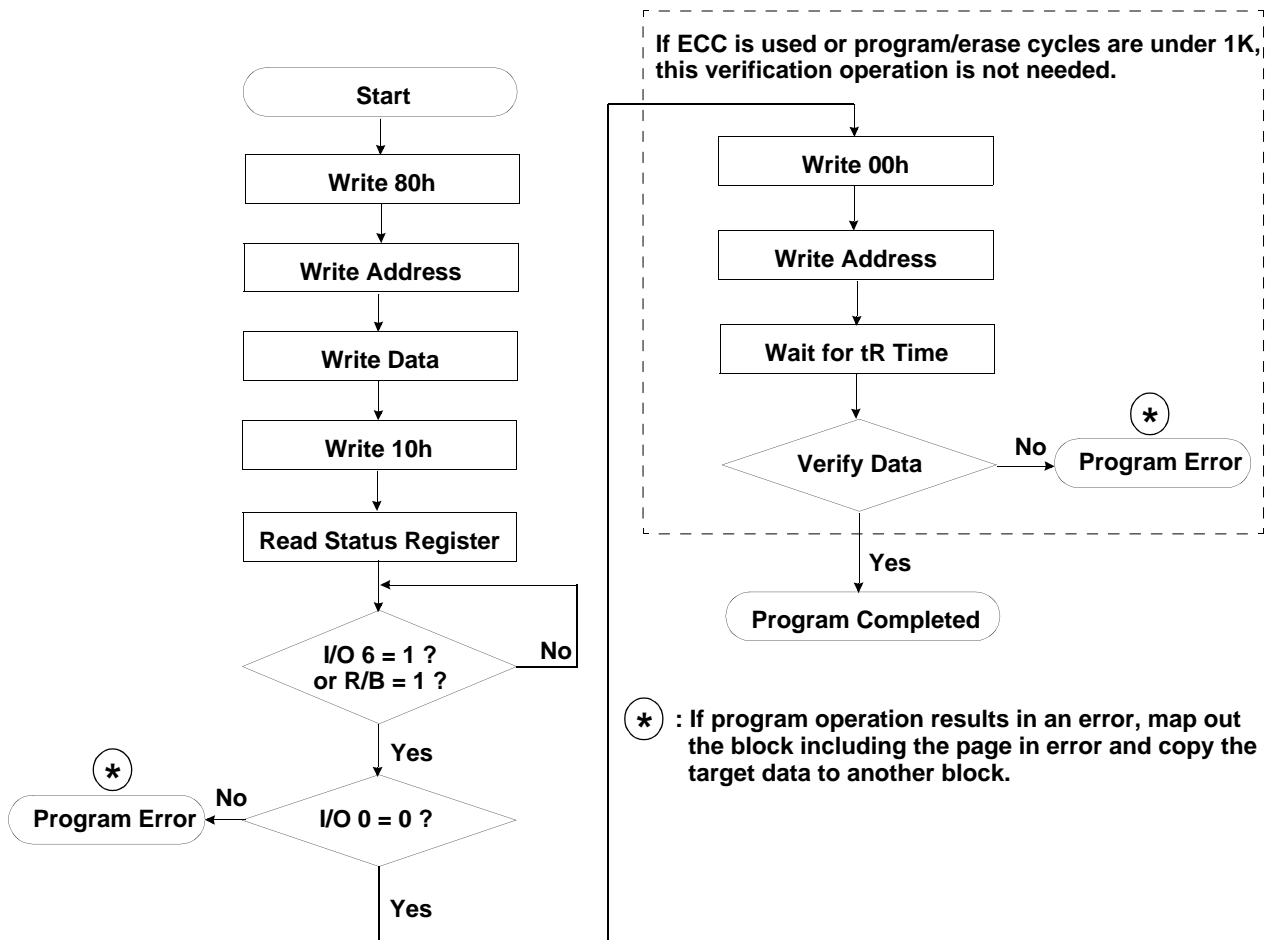 Start
Write 80h
Write Address
Write Data
Write 10h
Read Status Register
I/O 6 = 1 ?
or R/B = 1 ?
No
Yes
*
Program Error
No
I/O 0 = 0 ?
Yes
If ECC is used or program/erase cycles are under 1K,
this verification operation is not needed.
Write 00h
Write Address
Wait for tR Time
Verify Data
No
*
Program Error
Yes
Program Completed
* : If program operation results in an error, map out
the block including the page in error and copy the
target data to another block.